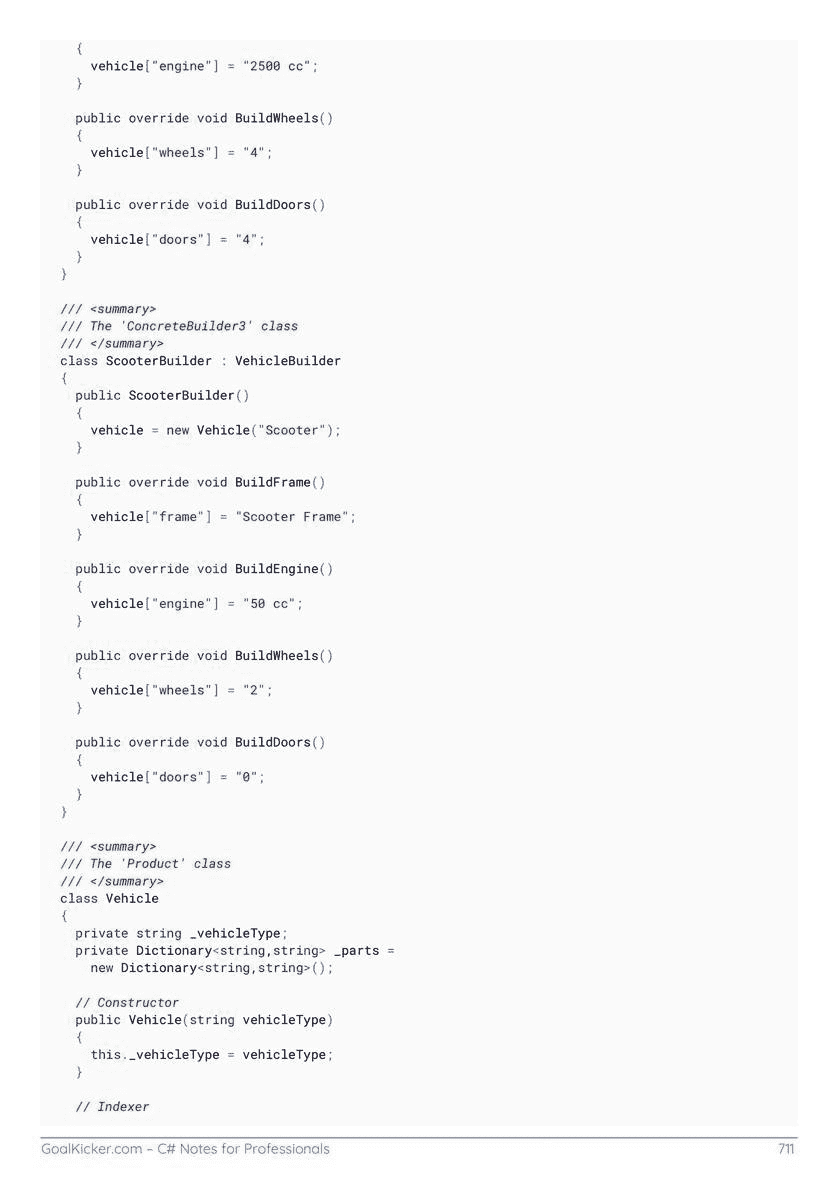 {
    vehicle["engine"] = "2500 cc";
  }

  public override void BuildWheels()
  {
    vehicle["wheels"] = "4";
  }

  public override void BuildDoors()
  {
    vehicle["doors"] = "4";
  }
}

/// <summary>
/// The 'ConcreteBuilder3' class
/// </summary>
class ScooterBuilder : VehicleBuilder
{
  public ScooterBuilder()
  {
    vehicle = new Vehicle("Scooter");
  }

  public override void BuildFrame()
  {
    vehicle["frame"] = "Scooter Frame";
  }

  public override void BuildEngine()
  {
    vehicle["engine"] = "50 cc";
  }

  public override void BuildWheels()
  {
    vehicle["wheels"] = "2";
  }

  public override void BuildDoors()
  {
    vehicle["doors"] = "0";
  }
}

/// <summary>
/// The 'Product' class
/// </summary>
class Vehicle
{
  private string _vehicleType;
  private Dictionary<string,string> _parts =
    new Dictionary<string,string>();

  // Constructor
  public Vehicle(string vehicleType)
  {
    this._vehicleType = vehicleType;
  }

  // Indexer
GoalKicker.com – C# Notes for Professionals 711